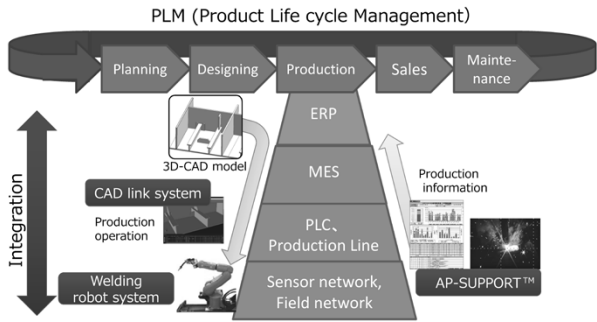 PLM (Product Life cycle Management)
Planning
Designing
Production
Sales
Mainte-
nance
ERP
3D-CAD model
MES
Production
information
CAD link system
Production
operation
PLC、
Production Line
Integration
Welding
robot system
Sensor network,
Field network
AP-SUPPORT™